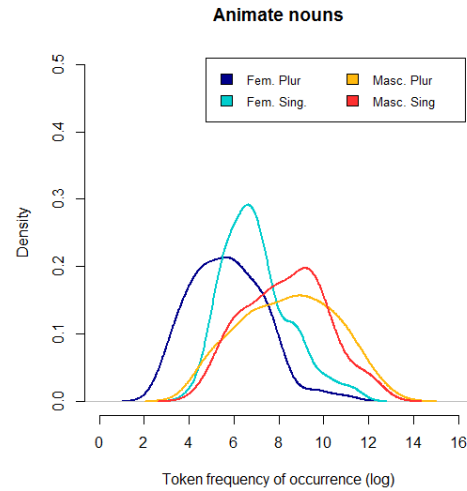 Animate nouns
Fem. Plur Masc. Plur
Fem. Sing. Masc. Sing
Density
0.5
0.4
0.3
0.2
0.1
0.0
0 2 4 6 8 10 12 14 16
Token frequency of occurrence (log)